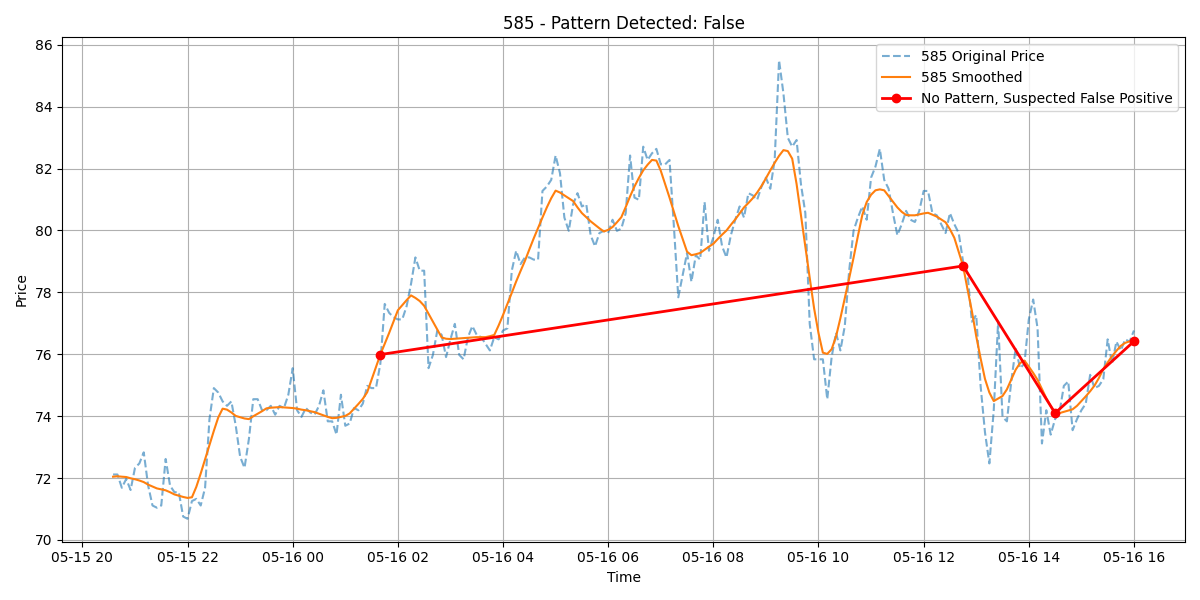 585 - Pattern Detected: False
86
84
82
80
78
76
74
72
70
Price
585 Original Price
585 Smoothed
No Pattern, Suspected False Positive
05-15 20 05-15 22 05-16 00 05-16 02 05-16 04 05-16 06 05-16 08 05-16 10 05-16 12 05-16 14 05-16 16
Time